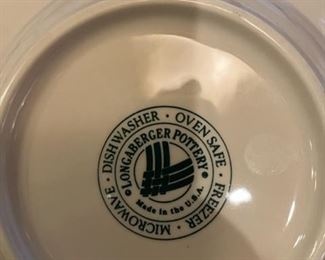 MICROWAVE · DISHWASHER · OVEN SAFE · FREEZER ·
· LONGABERGER POTTERY ·
Made in the U.S.A.